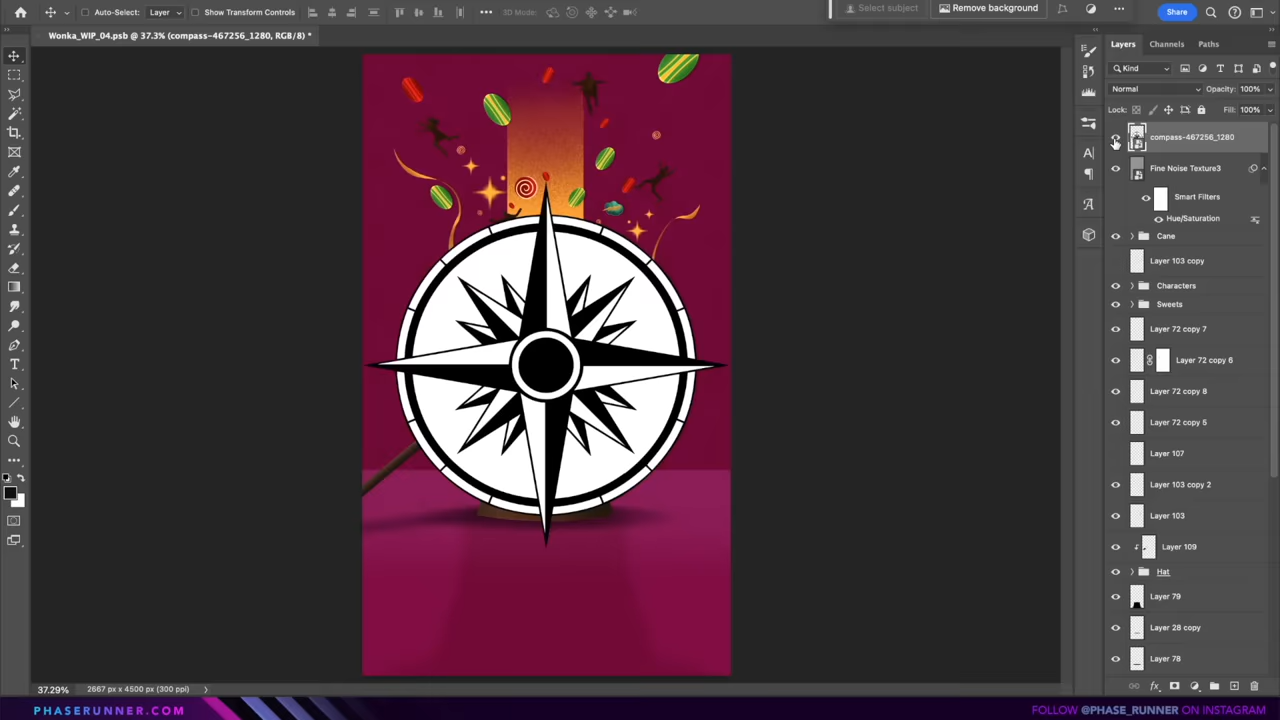 Auto-Select: Layer Show Transform Controls 3D Mode: Select subject Remove background Share
Wonka_WIP_04.psb @ 37.3% (compass-467256_1280, RGB/8) *
Layers Channels Paths
Kind
Normal Opacity: 100%
Lock: Fill: 100%
compass-467256_1280
Fine Noise Texture3
Smart Filters
Hue/Saturation
Cane
Layer 103 copy
Characters
Sweets
Layer 72 copy 7
Layer 72 copy 6
Layer 72 copy 8
Layer 72 copy 5
Layer 107
Layer 103 copy 2
Layer 103
Layer 109
Hat
Layer 79
Layer 28 copy
Layer 78
37.29% 2667 px x 4500 px (300 ppi)
PHASERUNNER.COM
FOLLOW @PHASE_RUNNER ON INSTAGRAM